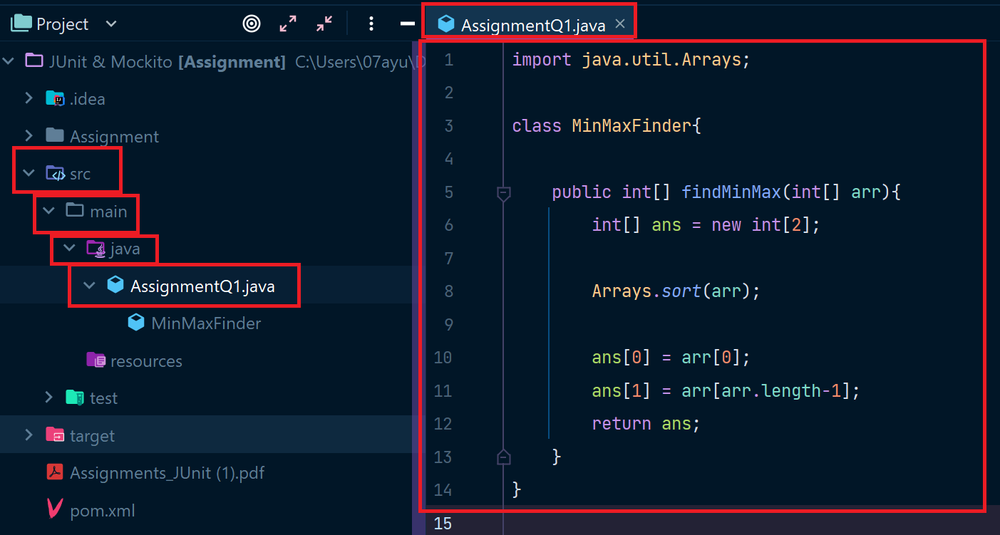 Project
JUnit & Mockito [Assignment] C:\Users\07ayu\D
.idea
Assignment
src
main
java
AssignmentQ1.java
MinMaxFinder
resources
test
target
Assignments_JUnit (1).pdf
pom.xml
AssignmentQ1.java
1 import java.util.Arrays;
2
3 class MinMaxFinder{
4
5 public int[] findMinMax(int[] arr){
6 int[] ans = new int[2];
7
8 Arrays.sort(arr);
9
10 ans[0] = arr[0];
11 ans[1] = arr[arr.length-1];
12 return ans;
13 }
14 }
15